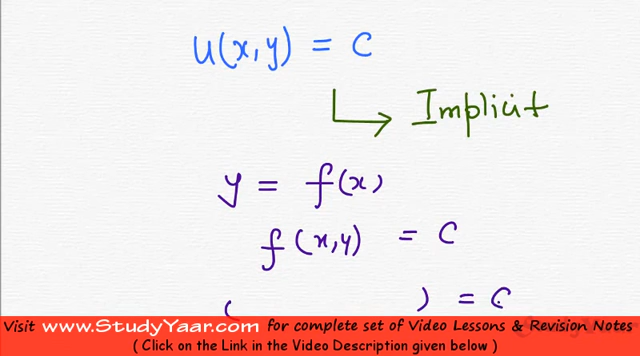 u(x,y) = c
Implicit
y = f(x)
f(x,y) = c
( ) = c
Visit www.StudyYaar.com for complete set of Video Lessons & Revision Notes
( Click on the Link in the Video Description given below )